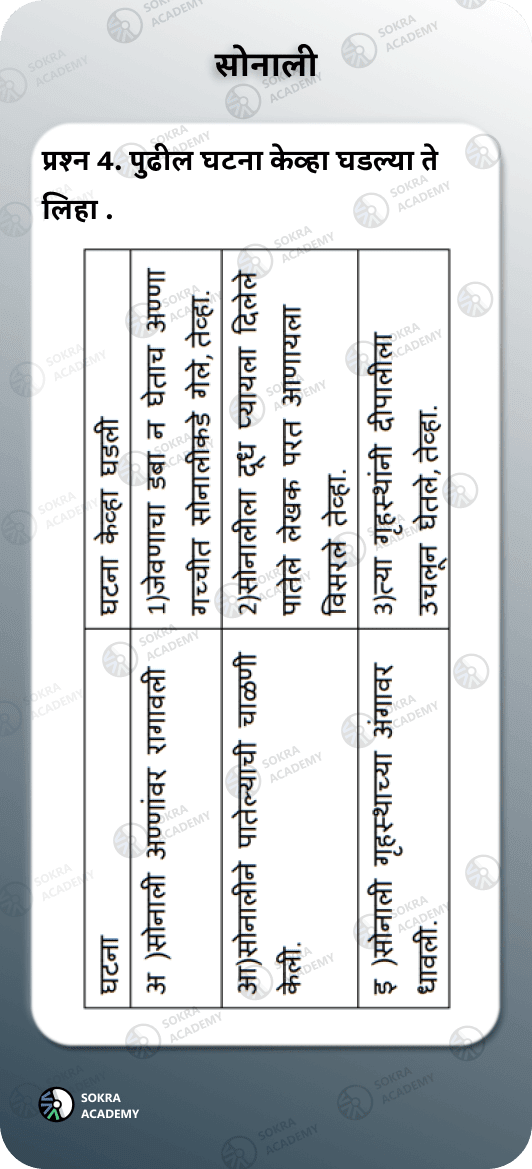 सोनाली
प्रश्न 4. पुढील घटना केव्हा घडल्या ते
लिहा .
घटना
घटना केव्हा घडली
अ )सोनाली अण्णांवर रागावली
1)जेवणाचा डबा न घेताच अण्णा
गच्चीत सोनालीकडे गेले, तेव्हा.
आ)सोनालीने पातेल्याची चाळणी
केली.
2)सोनालीला दूध प्यायला दिलेले
पातेले लेखक परत आणायला
विसरले तेव्हा.
इ )सोनाली गृहस्थाच्या अंगावर
धावली.
3)त्या गृहस्थांनी दीपालीला
उचलून घेतले, तेव्हा.
SOKRA
ACADEMY